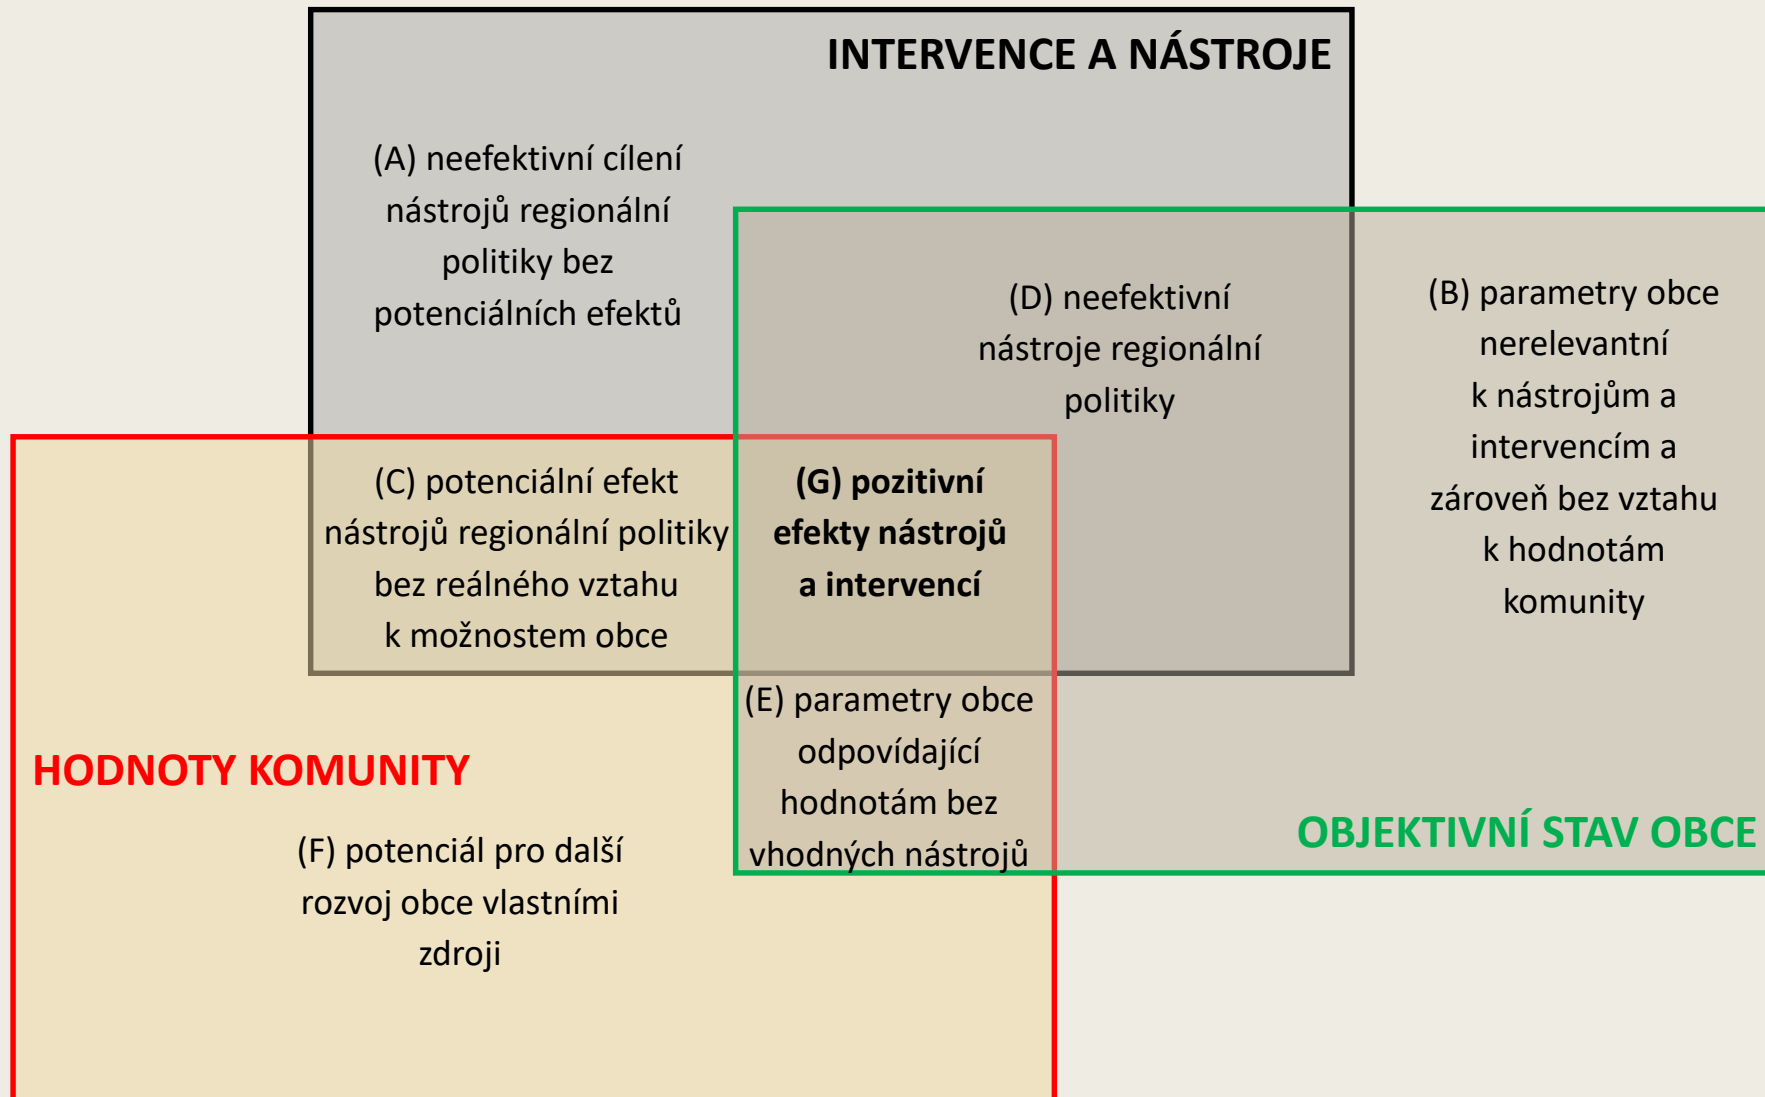 INTERVENCE A NÁSTROJE
(A) neefektivní cílení
nástrojů regionální
politiky bez
potenciálních efektů
(D) neefektivní
nástroje regionální
politiky
(B) parametry obce
nerelevantní
k nástrojům a
intervencím a
zároveň bez vztahu
k hodnotám
komunity
(C) potenciální efekt
nástrojů regionální politiky
bez reálného vztahu
k možnostem obce
(G) pozitivní
efekty nástrojů
a intervencí
(E) parametry obce
odpovídající
hodnotám bez
vhodných nástrojů
HODNOTY KOMUNITY
OBJEKTIVNÍ STAV OBCE
(F) potenciál pro další
rozvoj obce vlastními
zdroji